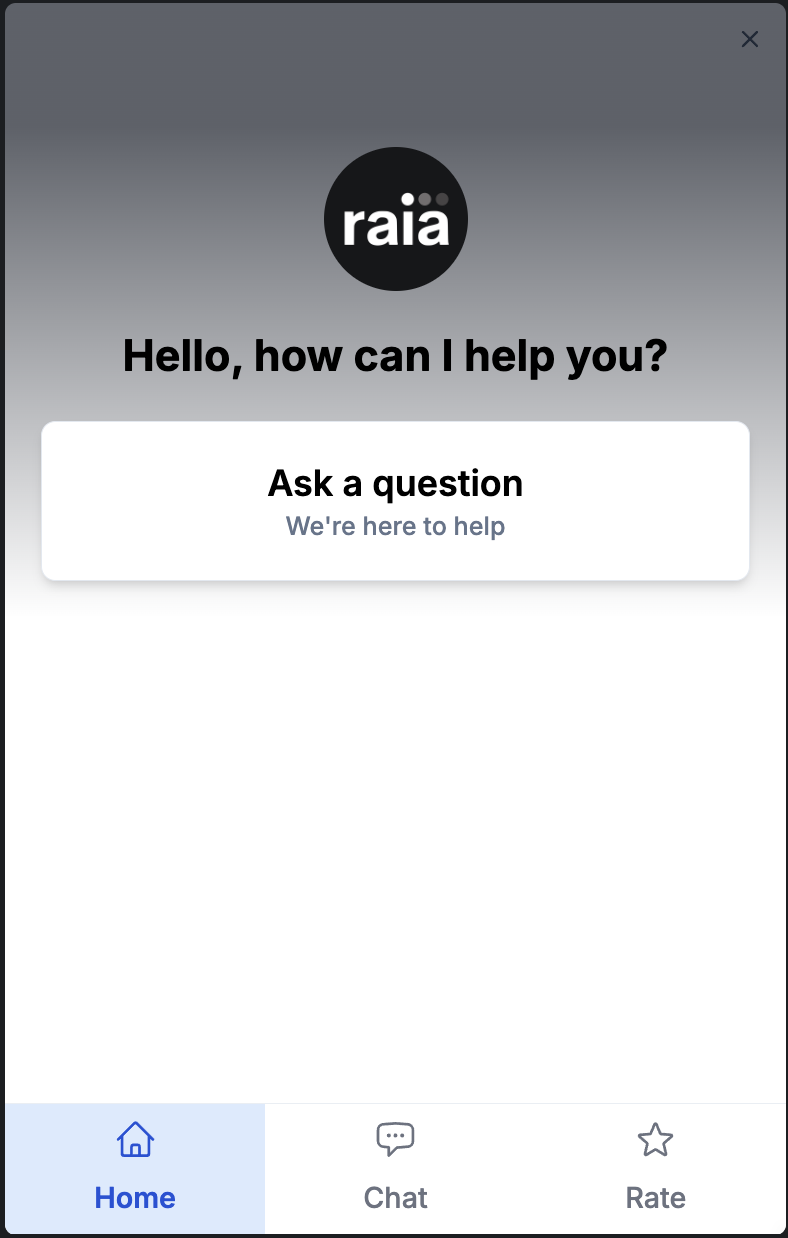 raia
Hello, how can I help you?
Ask a question
We're here to help
Home
Chat
Rate